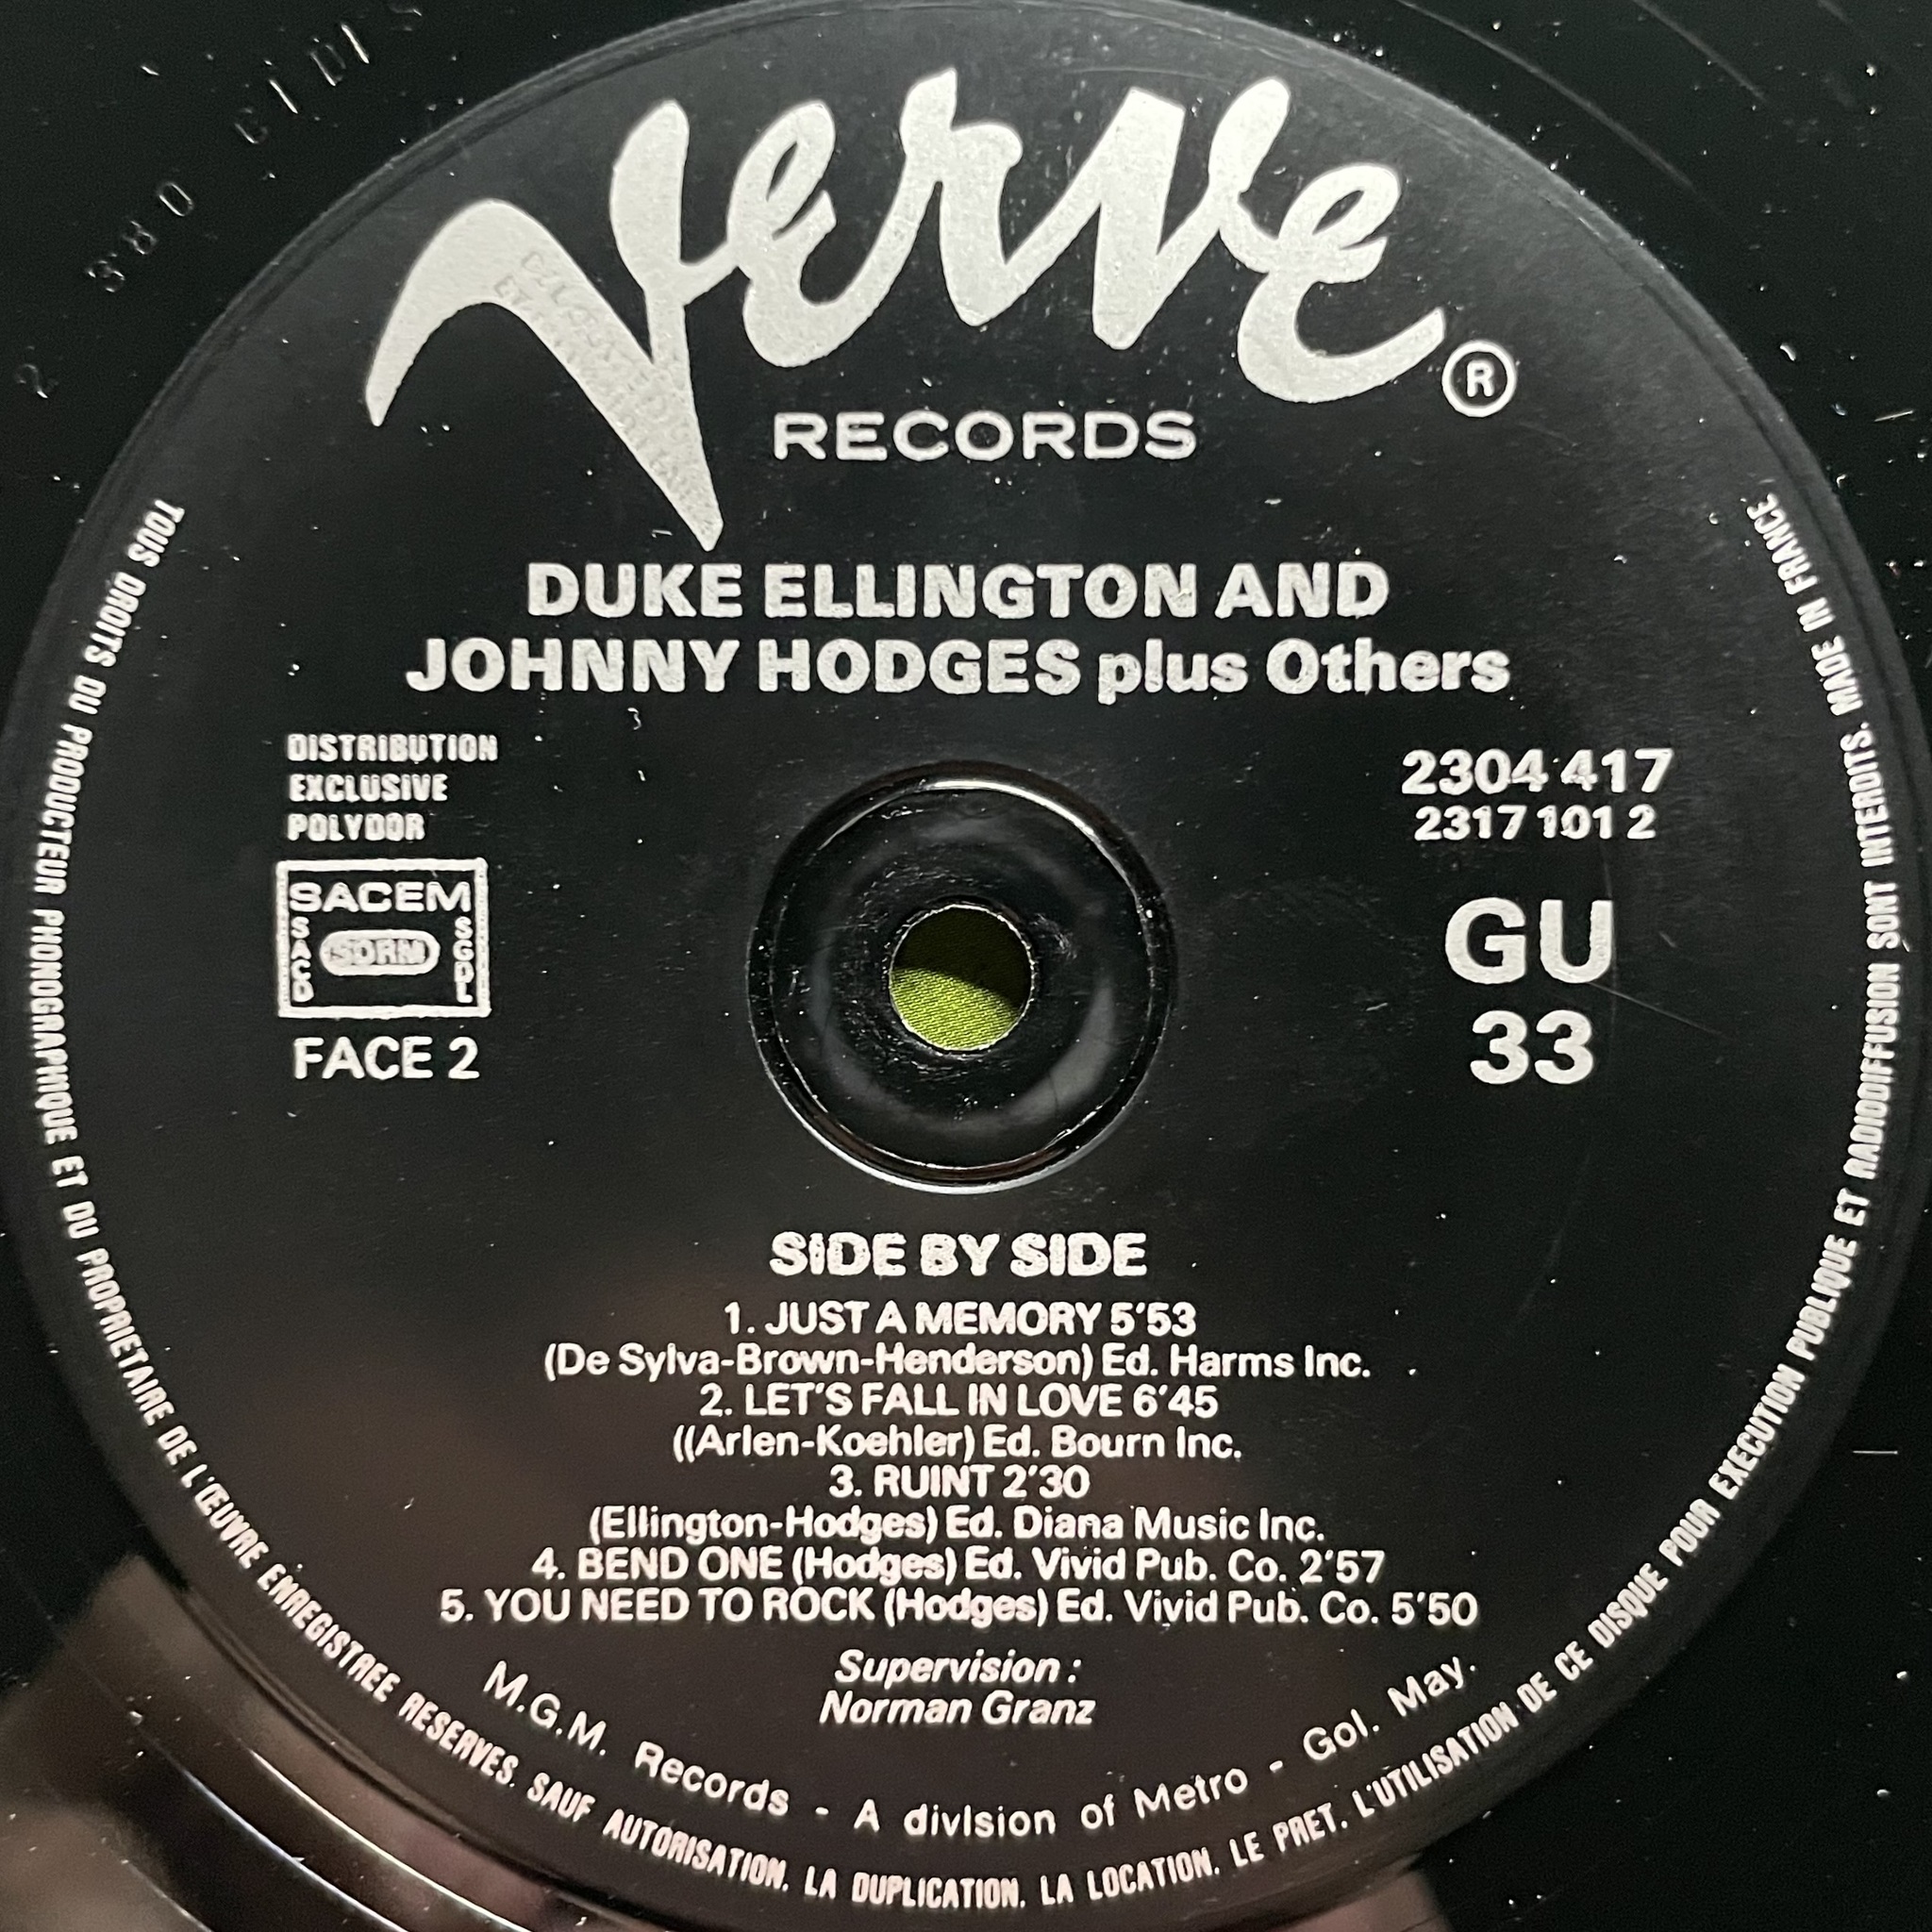 Verve ®
RECORDS
DUKE ELLINGTON AND
JOHNNY HODGES plus Others
DISTRIBUTION
EXCLUSIVE
POLYDOR
SACEM
SACD
SDRM
SGDL
FACE 2
2304 417
2317 101 2
GU
33
SIDE BY SIDE
1. JUST A MEMORY 5'53
(De Sylva-Brown-Henderson) Ed. Harms Inc.
2. LET'S FALL IN LOVE 6'45
((Arlen-Koehler) Ed. Bourn Inc.
3. RUINT 2'30
(Ellington-Hodges) Ed. Diana Music Inc.
4. BEND ONE (Hodges) Ed. Vivid Pub. Co. 2'57
5. YOU NEED TO ROCK (Hodges) Ed. Vivid Pub. Co. 5'50
Supervision :
Norman Granz
M.G.M. Records - A divIsion of Metro - Gol. May.
TOUS DROITS DU PRODUCTEUR PHONOGRAPHIQUE ET DU PROPRIETAIRE DE L'ŒUVRE ENREGISTREE RESERVES. SAUF AUTORISATION. LA DUPLICATION. LA LOCATION. LE PRET. L'UTILISATION DE CE DISQUE POUR EXECUTION PUBLIQUE ET RADIODIFFUSION SONT INTERDITS. MADE IN FRANCE